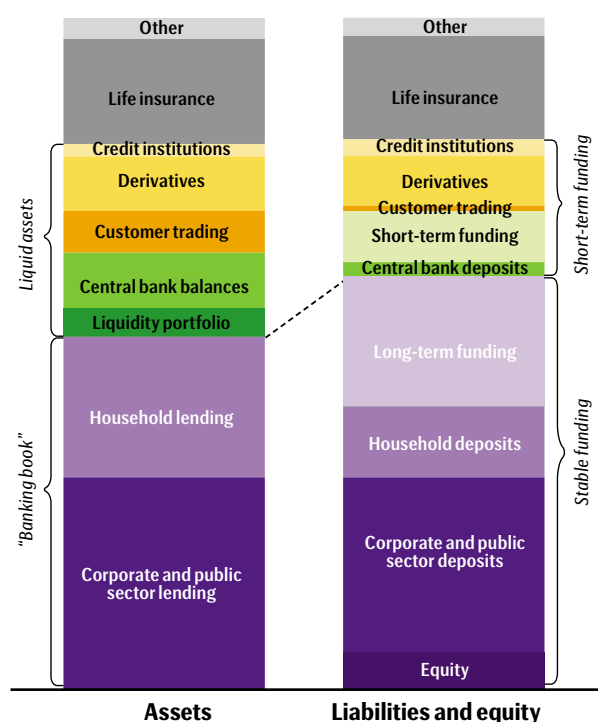 Other
Life insurance
Credit institutions
Derivatives
Customer trading
Central bank balances
Liquidity portfolio
Household lending
Corporate and public
sector lending
Liquid assets
“Banking book”
Assets
Other
Life insurance
Credit institutions
Derivatives
Customer trading
Short-term funding
Central bank deposits
Long-term funding
Household deposits
Corporate and public
sector deposits
Equity
Short-term funding
Stable funding
Liabilities and equity